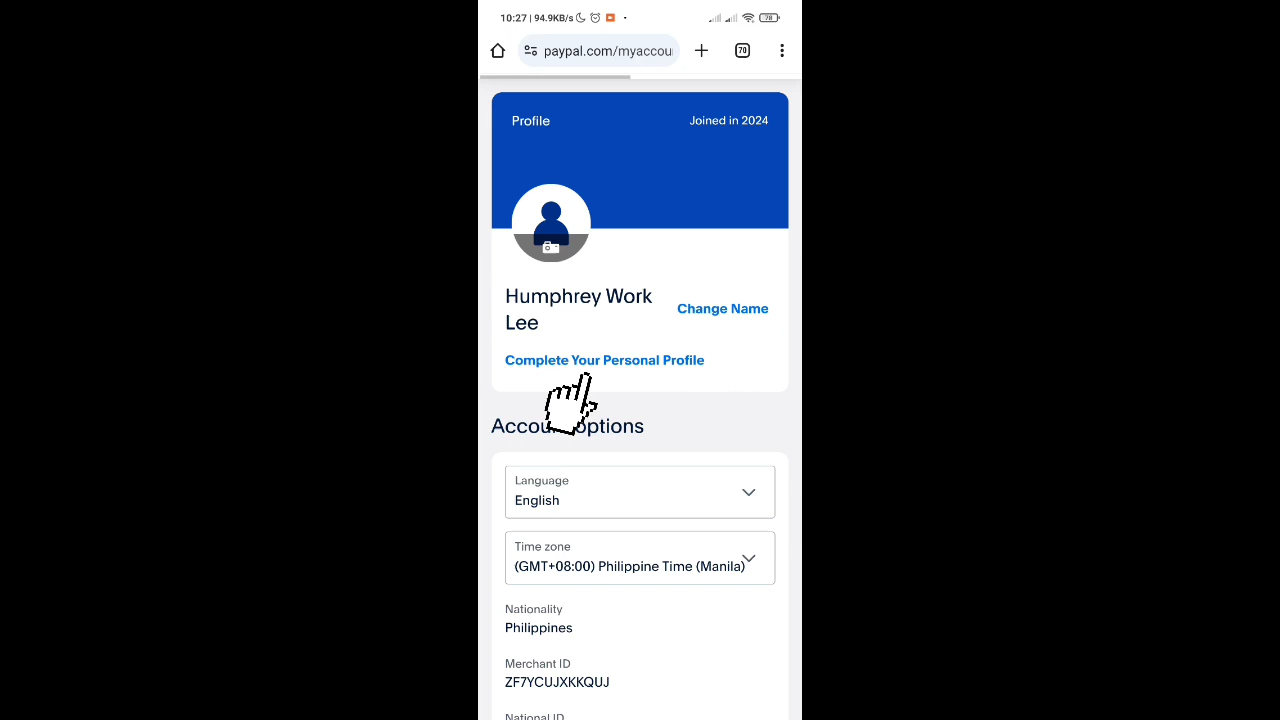 10:27 | 94.9KB/s 78
paypal.com/myaccou 70
Profile Joined in 2024
Humphrey Work
Lee
Change Name
Complete Your Personal Profile
Account options
Language
English
Time zone
(GMT+08:00) Philippine Time (Manila)
Nationality
Philippines
Merchant ID
ZF7YCUJXKKQUJ
National ID